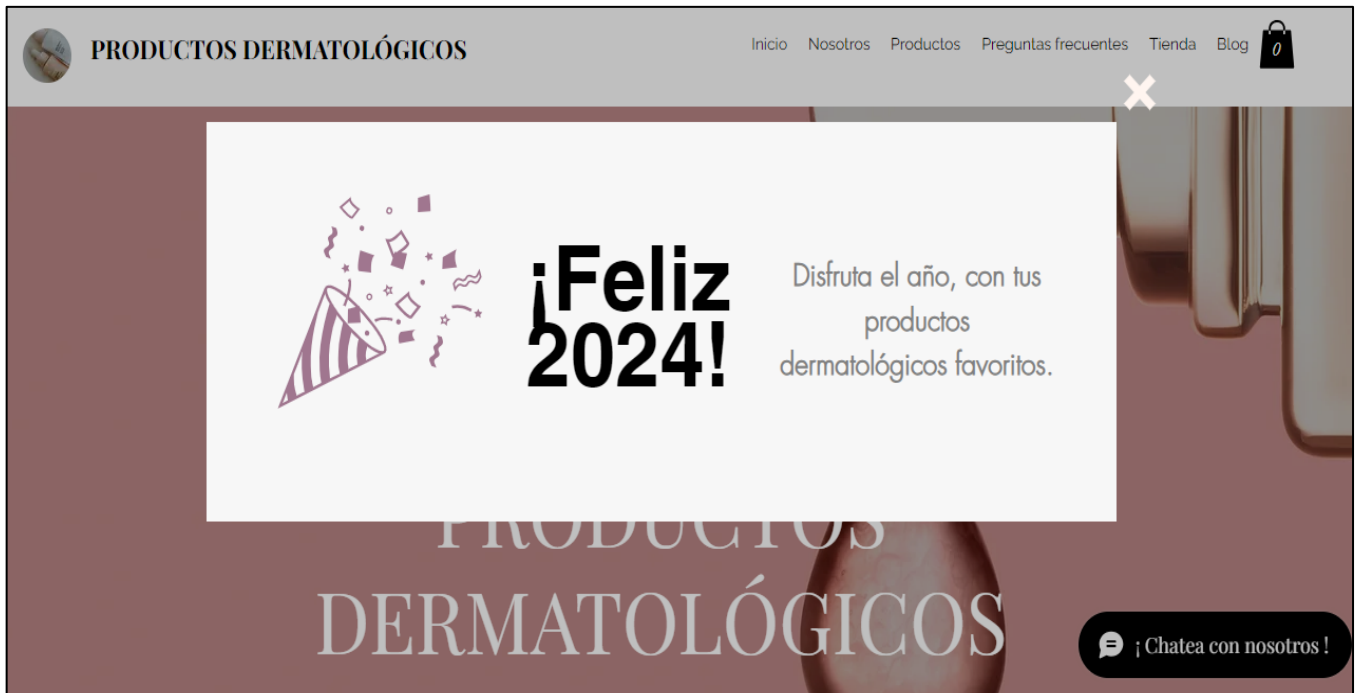 PRODUCTOS DERMATOLÓGICOS
Inicio Nosotros Productos Preguntas frecuentes Tienda Blog 0
¡Feliz
2024!
Disfruta el año, con tus
productos
dermatológicos favoritos.
PRODUCTOS
DERMATOLÓGICOS
¡ Chatea con nosotros !